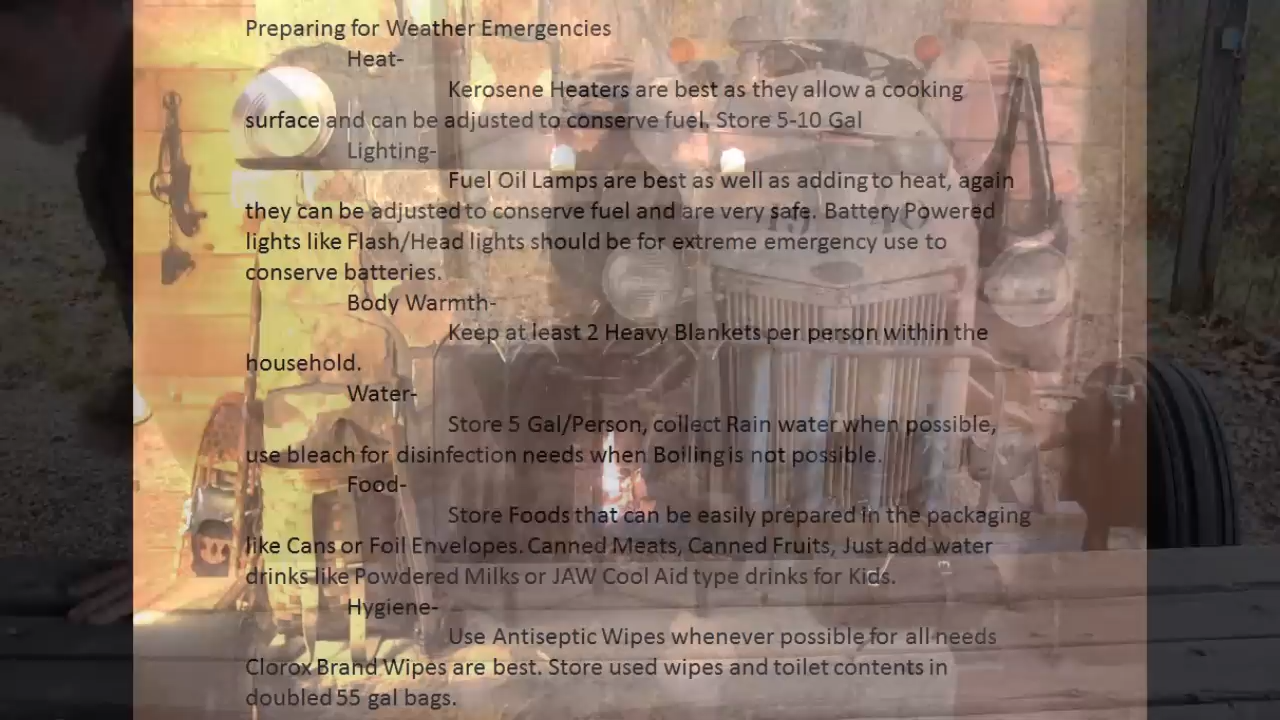 Preparing for Weather Emergencies
Heat-
Kerosene Heaters are best as they allow a cooking
surface and can be adjusted to conserve fuel. Store 5-10 Gal
Lighting-
Fuel Oil Lamps are best as well as adding to heat, again
they can be adjusted to conserve fuel and are very safe. Battery Powered
lights like Flash/Head lights should be for extreme emergency use to
conserve batteries.
Body Warmth-
Keep at least 2 Heavy Blankets per person within the
household.
Water-
Store 5 Gal/Person, collect Rain water when possible,
use bleach for disinfection needs when Boiling is not possible.
Food-
Store Foods that can be easily prepared in the packaging
like Cans or Foil Envelopes. Canned Meats, Canned Fruits, Just add water
drinks like Powdered Milks or JAW Cool Aid type drinks for Kids.
Hygiene-
Use Antiseptic Wipes whenever possible for all needs
Clorox Brand Wipes are best. Store used wipes and toilet contents in
doubled 55 gal bags.